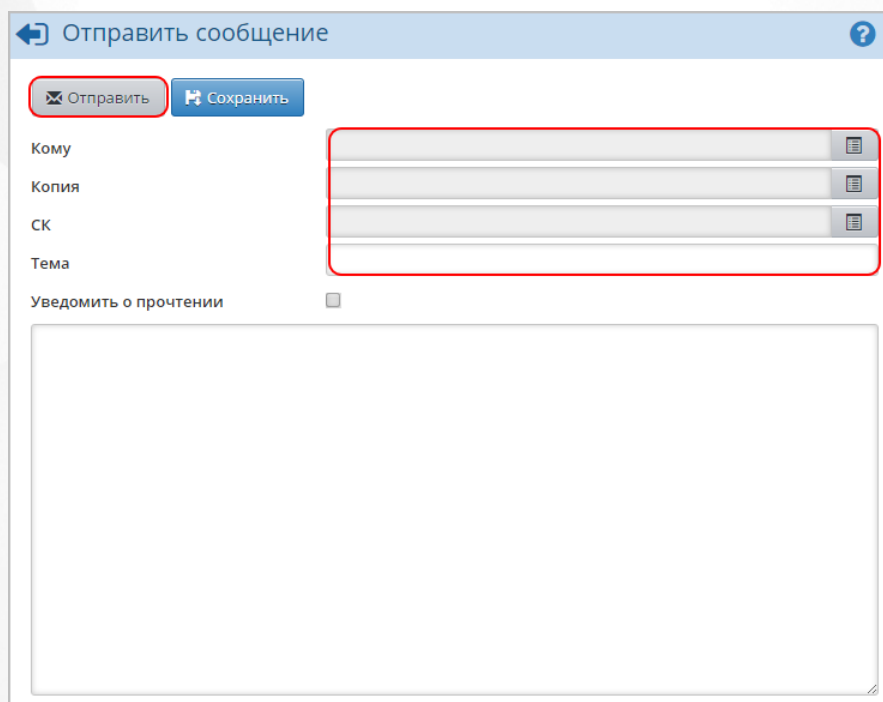 Отправить сообщение
Отправить Сохранить
Кому
Копия
СК
Тема
Уведомить о прочтении